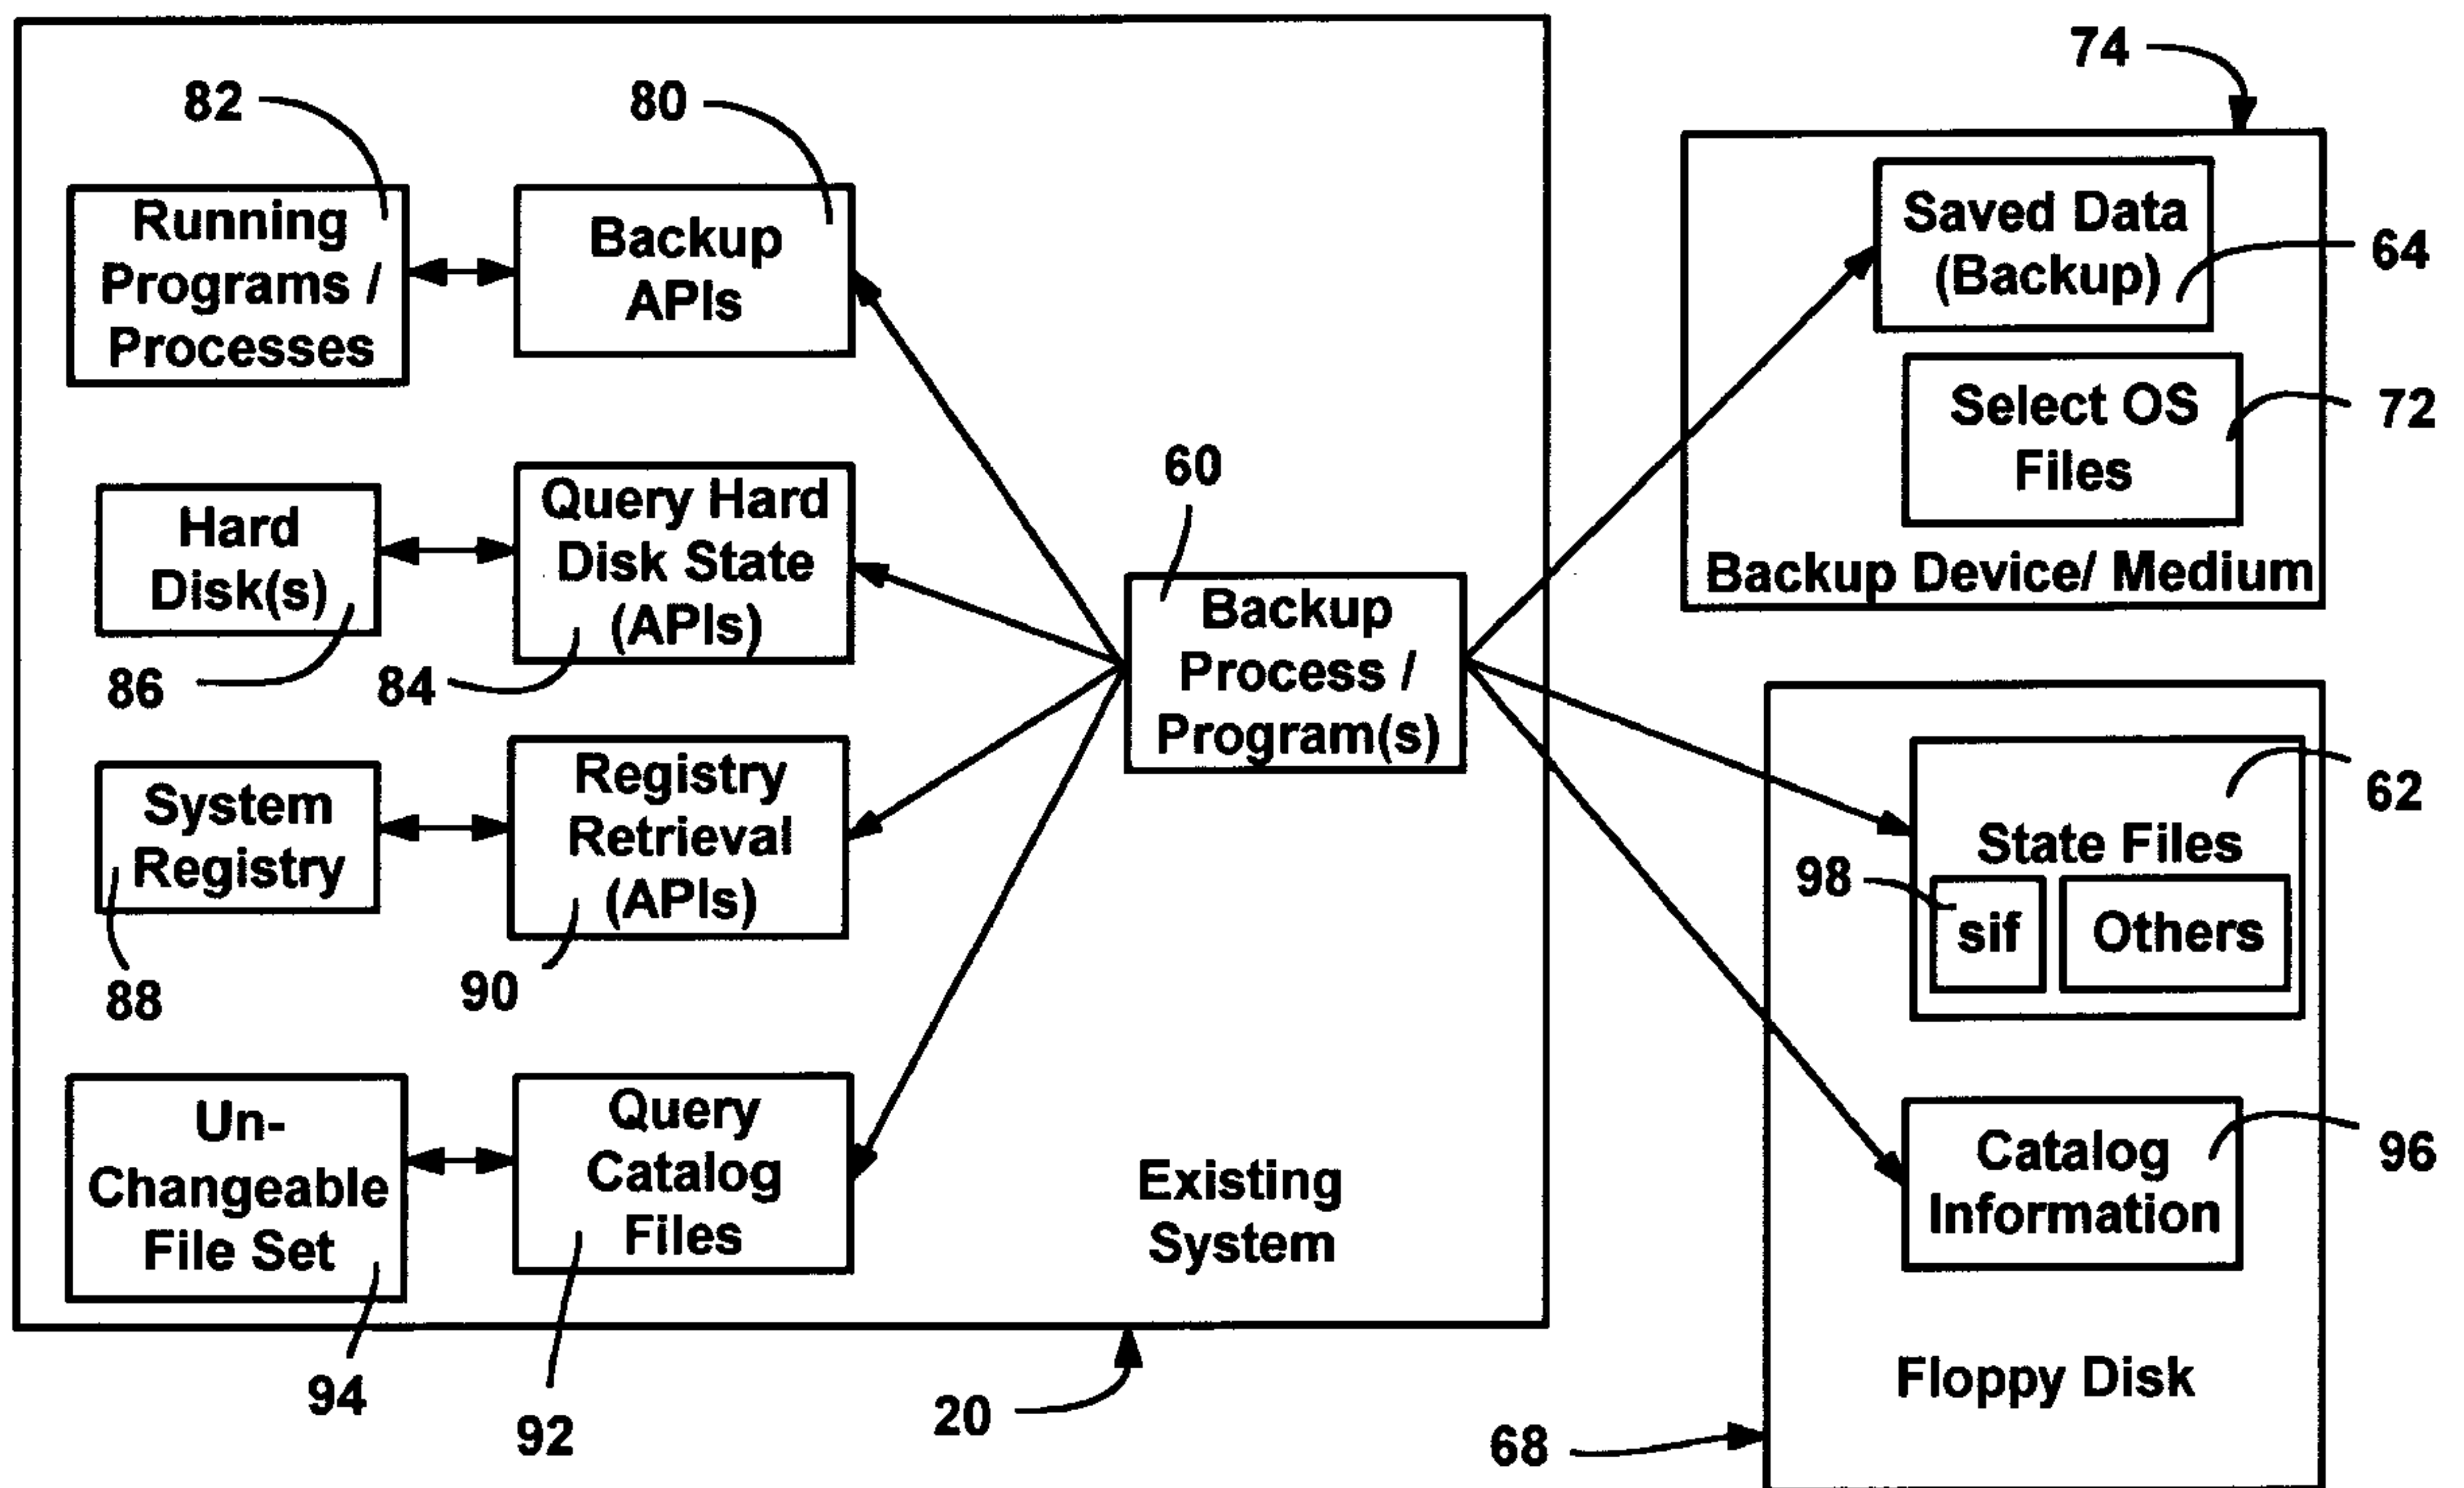 82
80
74
Running
Programs /
Processes
Backup
APIs
Saved Data
(Backup)
64
Select OS
Files
72
Backup Device/ Medium
Hard
Disk(s)
86
Query Hard
Disk State
(APIs)
84
60
Backup
Process /
Program(s)
System
Registry
88
Registry
Retrieval
(APIs)
90
62
State Files
98
sif
Others
Un-
Changeable
File Set
94
Query
Catalog
Files
92
Existing
System
20
Catalog
Information
96
Floppy Disk
68